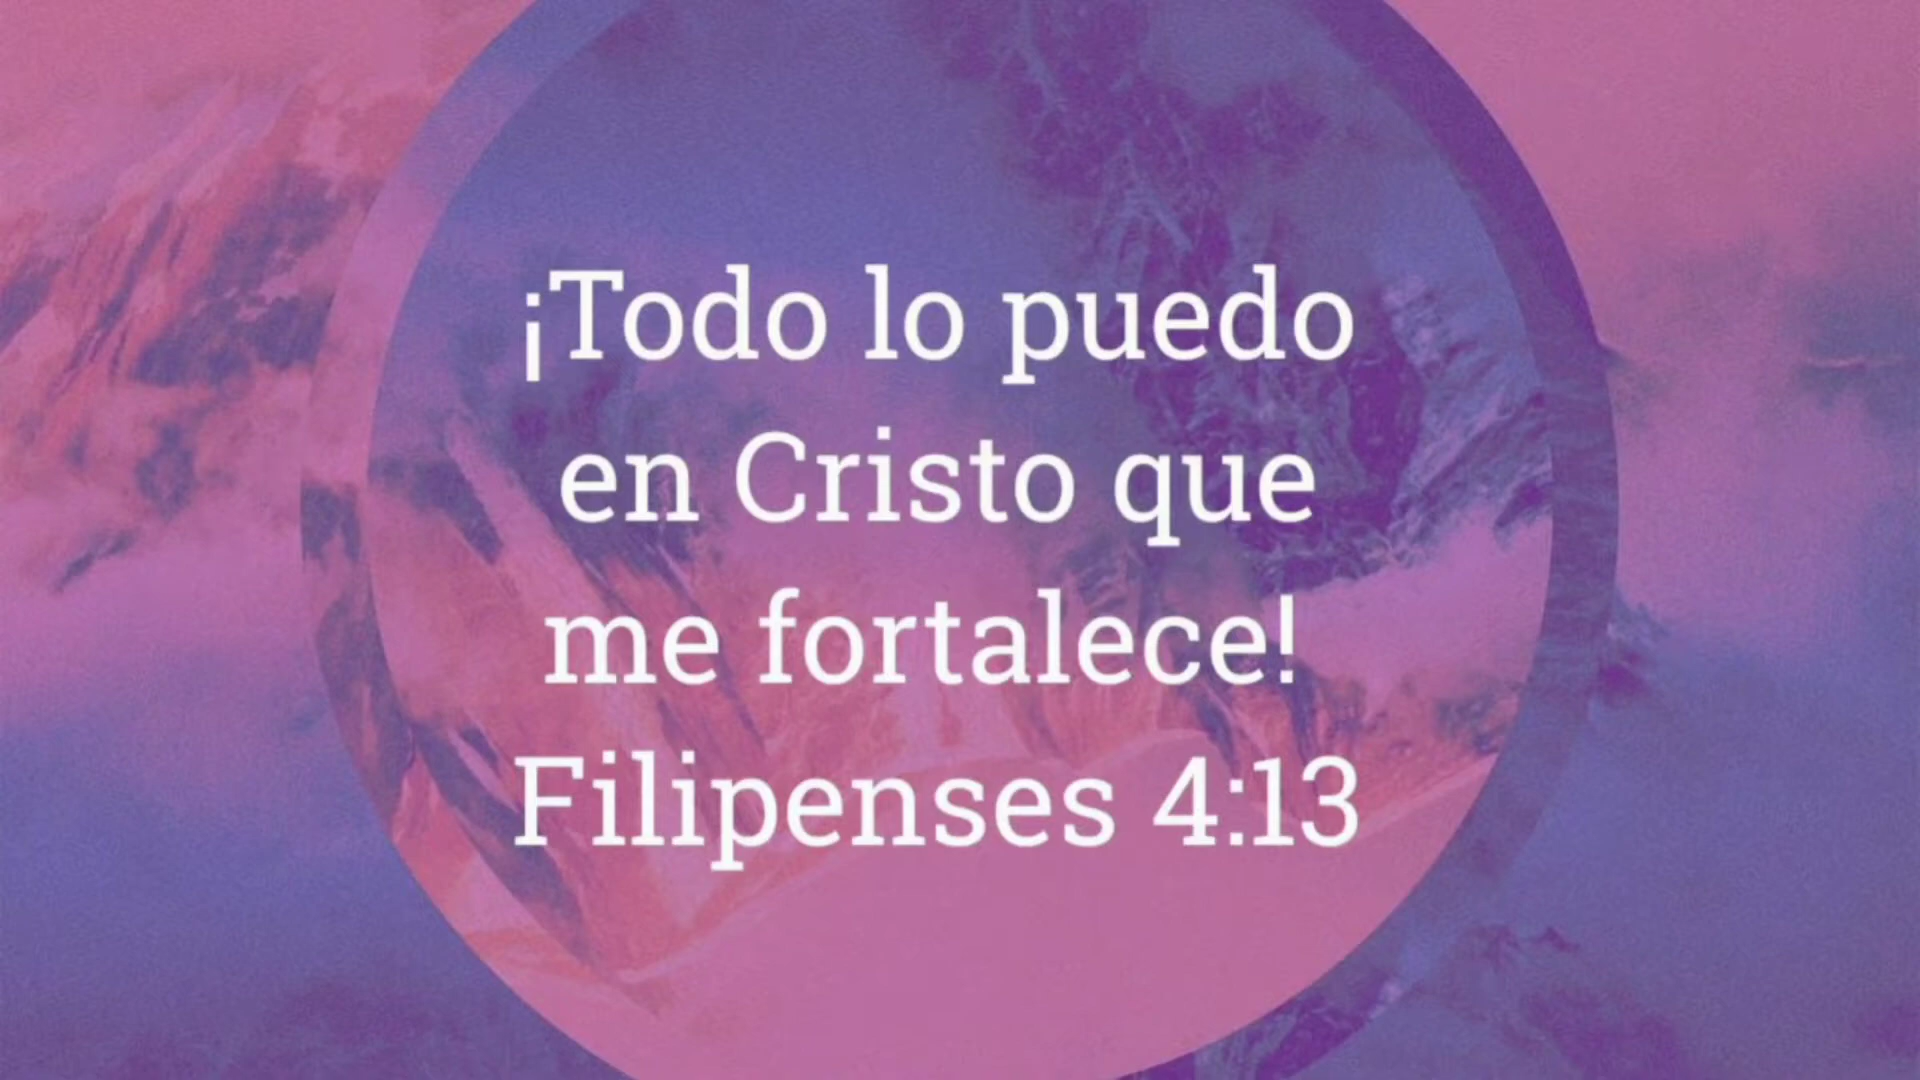 ¡Todo lo puedo
en Cristo que
me fortalece!
Filipenses 4:13